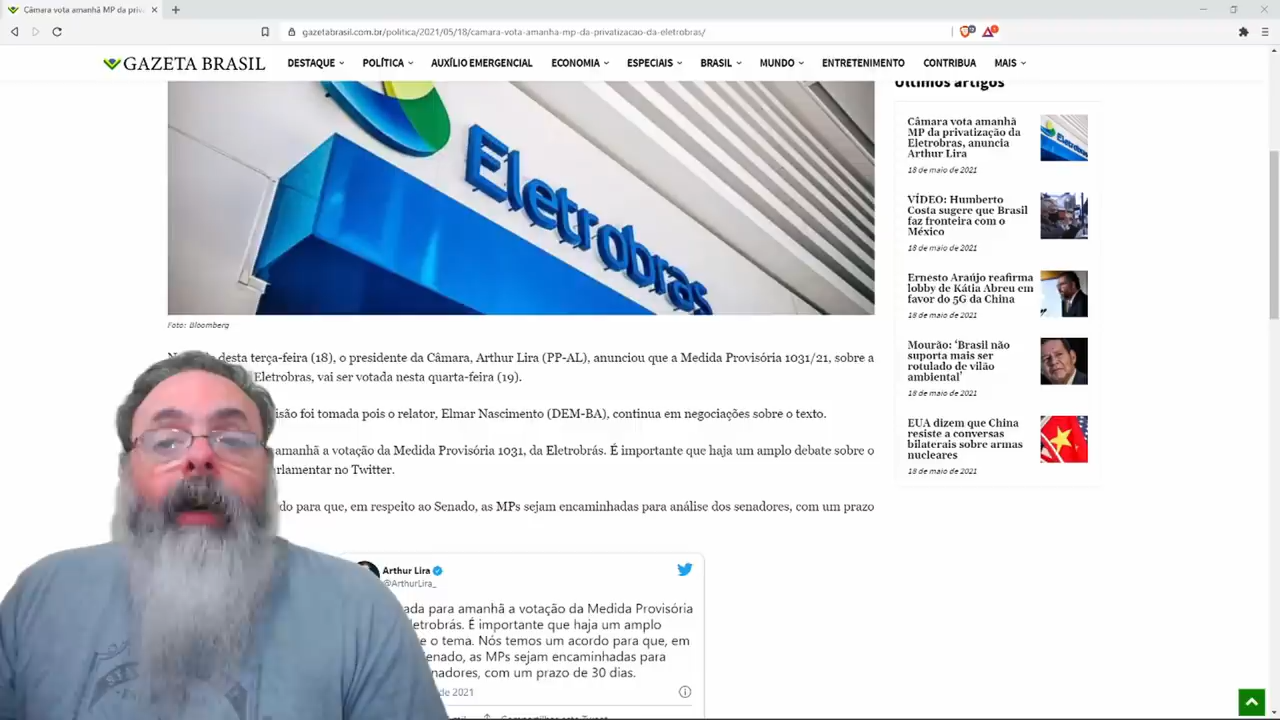 Câmara vota amanhã MP da priv
gazetabrasil.com.br/politica/2021/05/18/camara-vota-amanha-mp-da-privatizacao-da-eletrobras/
GAZETA BRASIL
DESTAQUE
POLÍTICA
AUXÍLIO EMERGENCIAL
ECONOMIA
ESPECIAIS
BRASIL
MUNDO
ENTRETENIMENTO
CONTRIBUA
MAIS
Eletrobras
Foto: Bloomberg
desta terça-feira (18), o presidente da Câmara, Arthur Lira (PP-AL), anunciou que a Medida Provisória 1031/21, sobre a
Eletrobras, vai ser votada nesta quarta-feira (19).
isão foi tomada pois o relator, Elmar Nascimento (DEM-BA), continua em negociações sobre o texto.
amanhã a votação da Medida Provisória 1031, da Eletrobrás. É importante que haja um amplo debate sobre o
arlamentar no Twitter.
do para que, em respeito ao Senado, as MPs sejam encaminhadas para análise dos senadores, com um prazo
Arthur Lira
@ArthurLira_
ada para amanhã a votação da Medida Provisória
etrobrás. É importante que haja um amplo
e o tema. Nós temos um acordo para que, em
enado, as MPs sejam encaminhadas para
nadores, com um prazo de 30 dias.
de 2021
Últimos artigos
Câmara vota amanhã
MP da privatização da
Eletrobras, anuncia
Arthur Lira
18 de maio de 2021
VÍDEO: Humberto
Costa sugere que Brasil
faz fronteira com o
México
18 de maio de 2021
Ernesto Araújo reafirma
lobby de Kátia Abreu em
favor do 5G da China
18 de maio de 2021
Mourão: ‘Brasil não
suporta mais ser
rotulado de vilão
ambiental’
18 de maio de 2021
EUA dizem que China
resiste a conversas
bilaterais sobre armas
nucleares
18 de maio de 2021